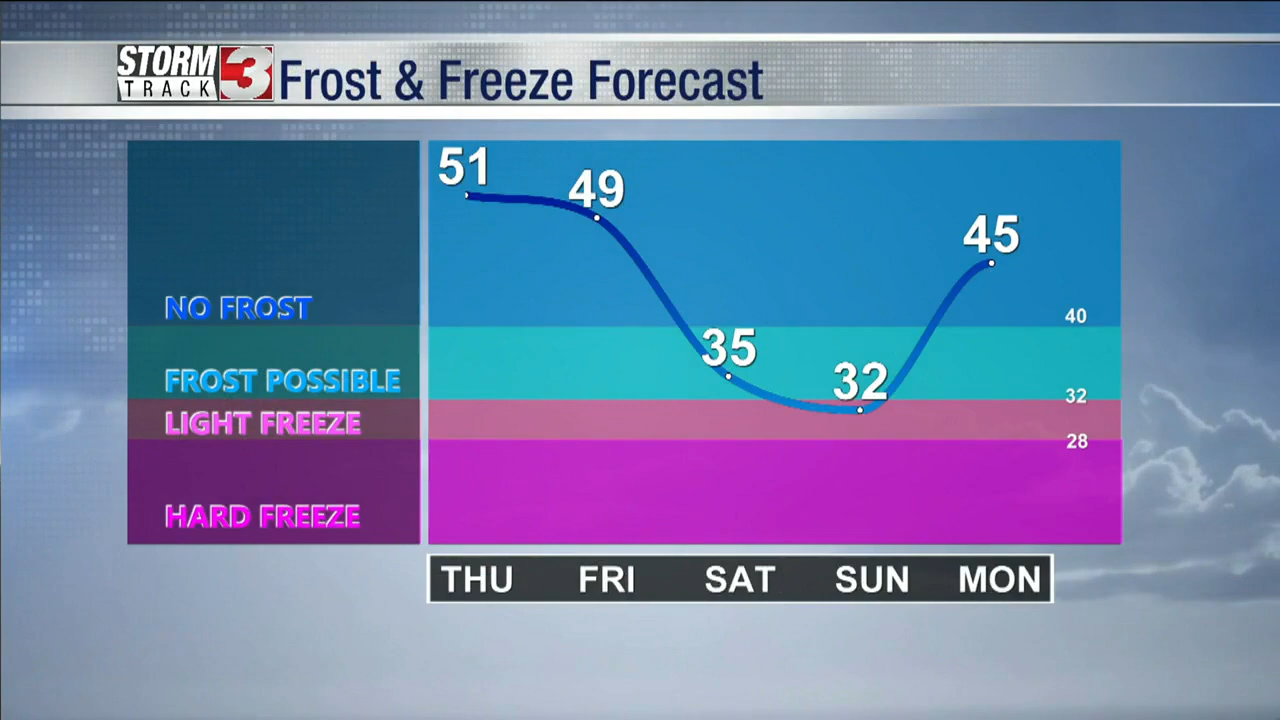 STORM
TRACK 3
Frost & Freeze Forecast
51
49
45
NO FROST
40
35
FROST POSSIBLE
32
32
LIGHT FREEZE
28
HARD FREEZE
THU FRI SAT SUN MON